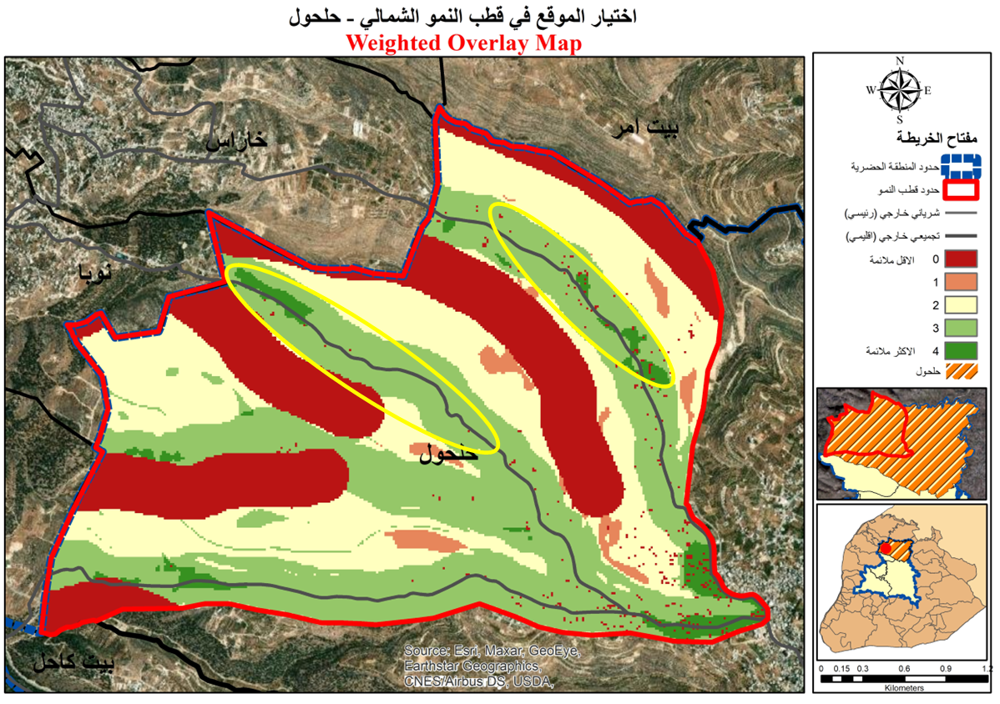 اختيار الموقع في قطب النمو الشمالي - حلحول
Weighted Overlay Map
بيت امر
خاراس
نوبا
حلحول
بيت كاحل
Source: Esri, Maxar, GeoEye,
Earthstar Geographics,
CNES/Airbus DS, USDA,
N
W E
S
مفتاح الخريطة
حدود المنطقة الحضرية
حدود قطب النمو
شرياني خارجي (رئيسي)
تجميعي خارجي (اقليمي)
0 الاقل ملائمة
1
2
3
4 الاكثر ملائمة
حلحول
0 0.15 0.3 0.6 0.9 1.2
Kilometers